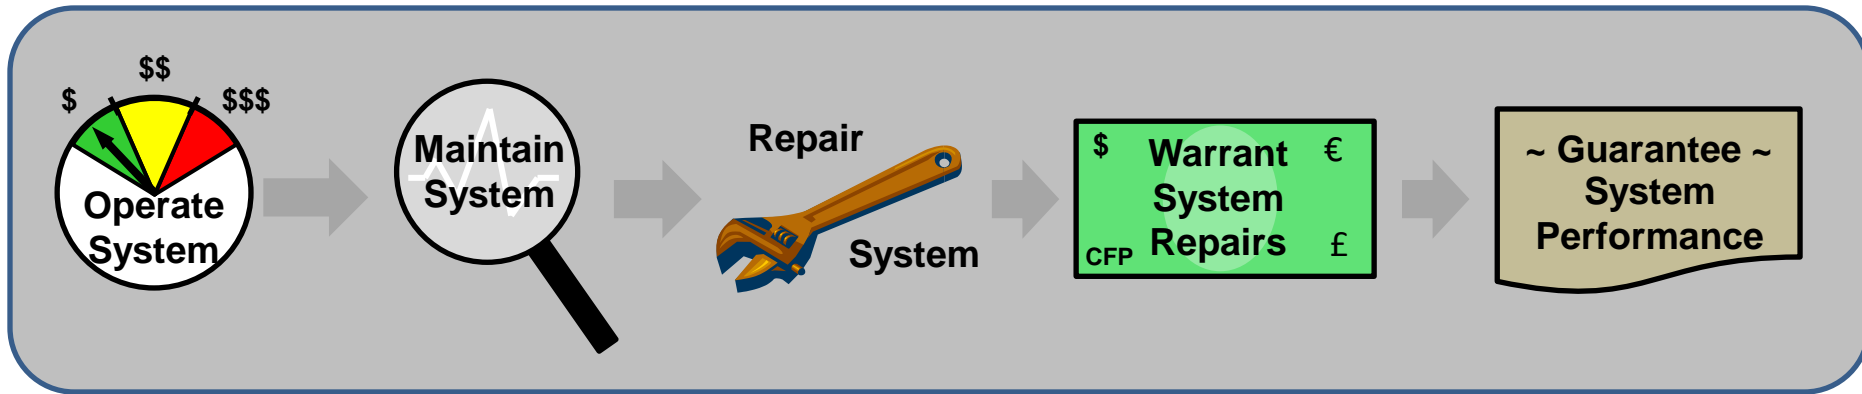 $
$$
$$$
Operate
System
Maintain
System
Repair
System
$ Warrant €
System
CFP Repairs £
~ Guarantee ~
System
Performance